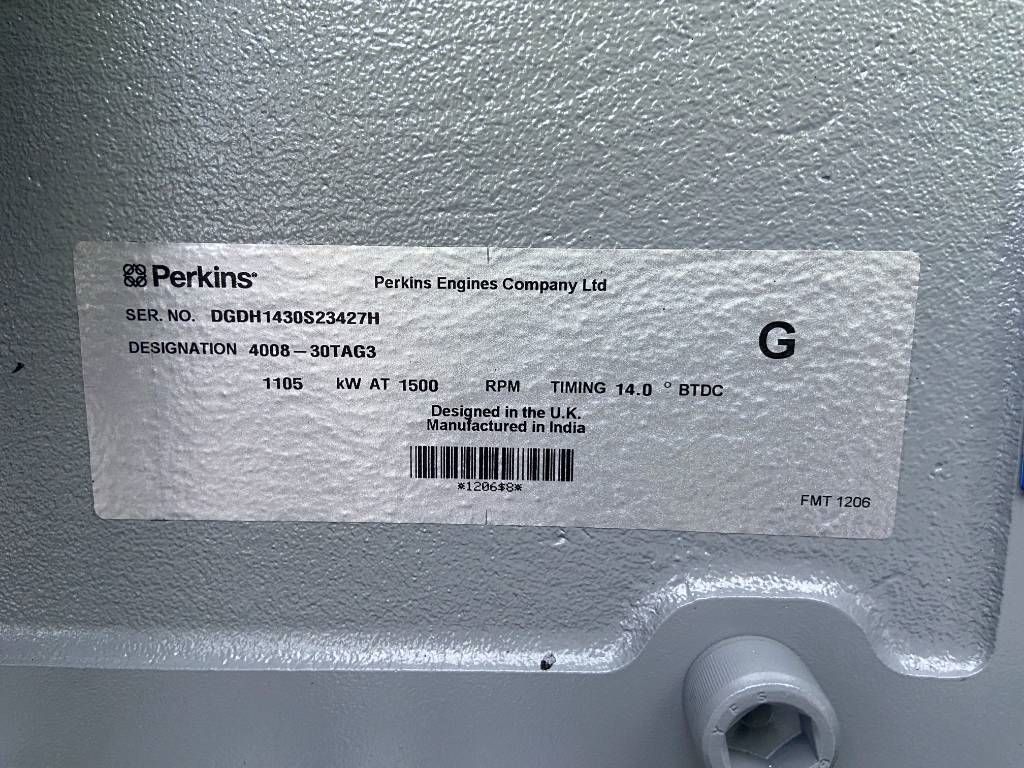 Perkins®
Perkins Engines Company Ltd
SER. NO. DGDH1430S23427H
DESIGNATION 4008-30TAG3
G
1105 kW AT 1500 RPM TIMING 14.0 ° BTDC
Designed in the U.K.
Manufactured in India
*1206$8*
FMT 1206